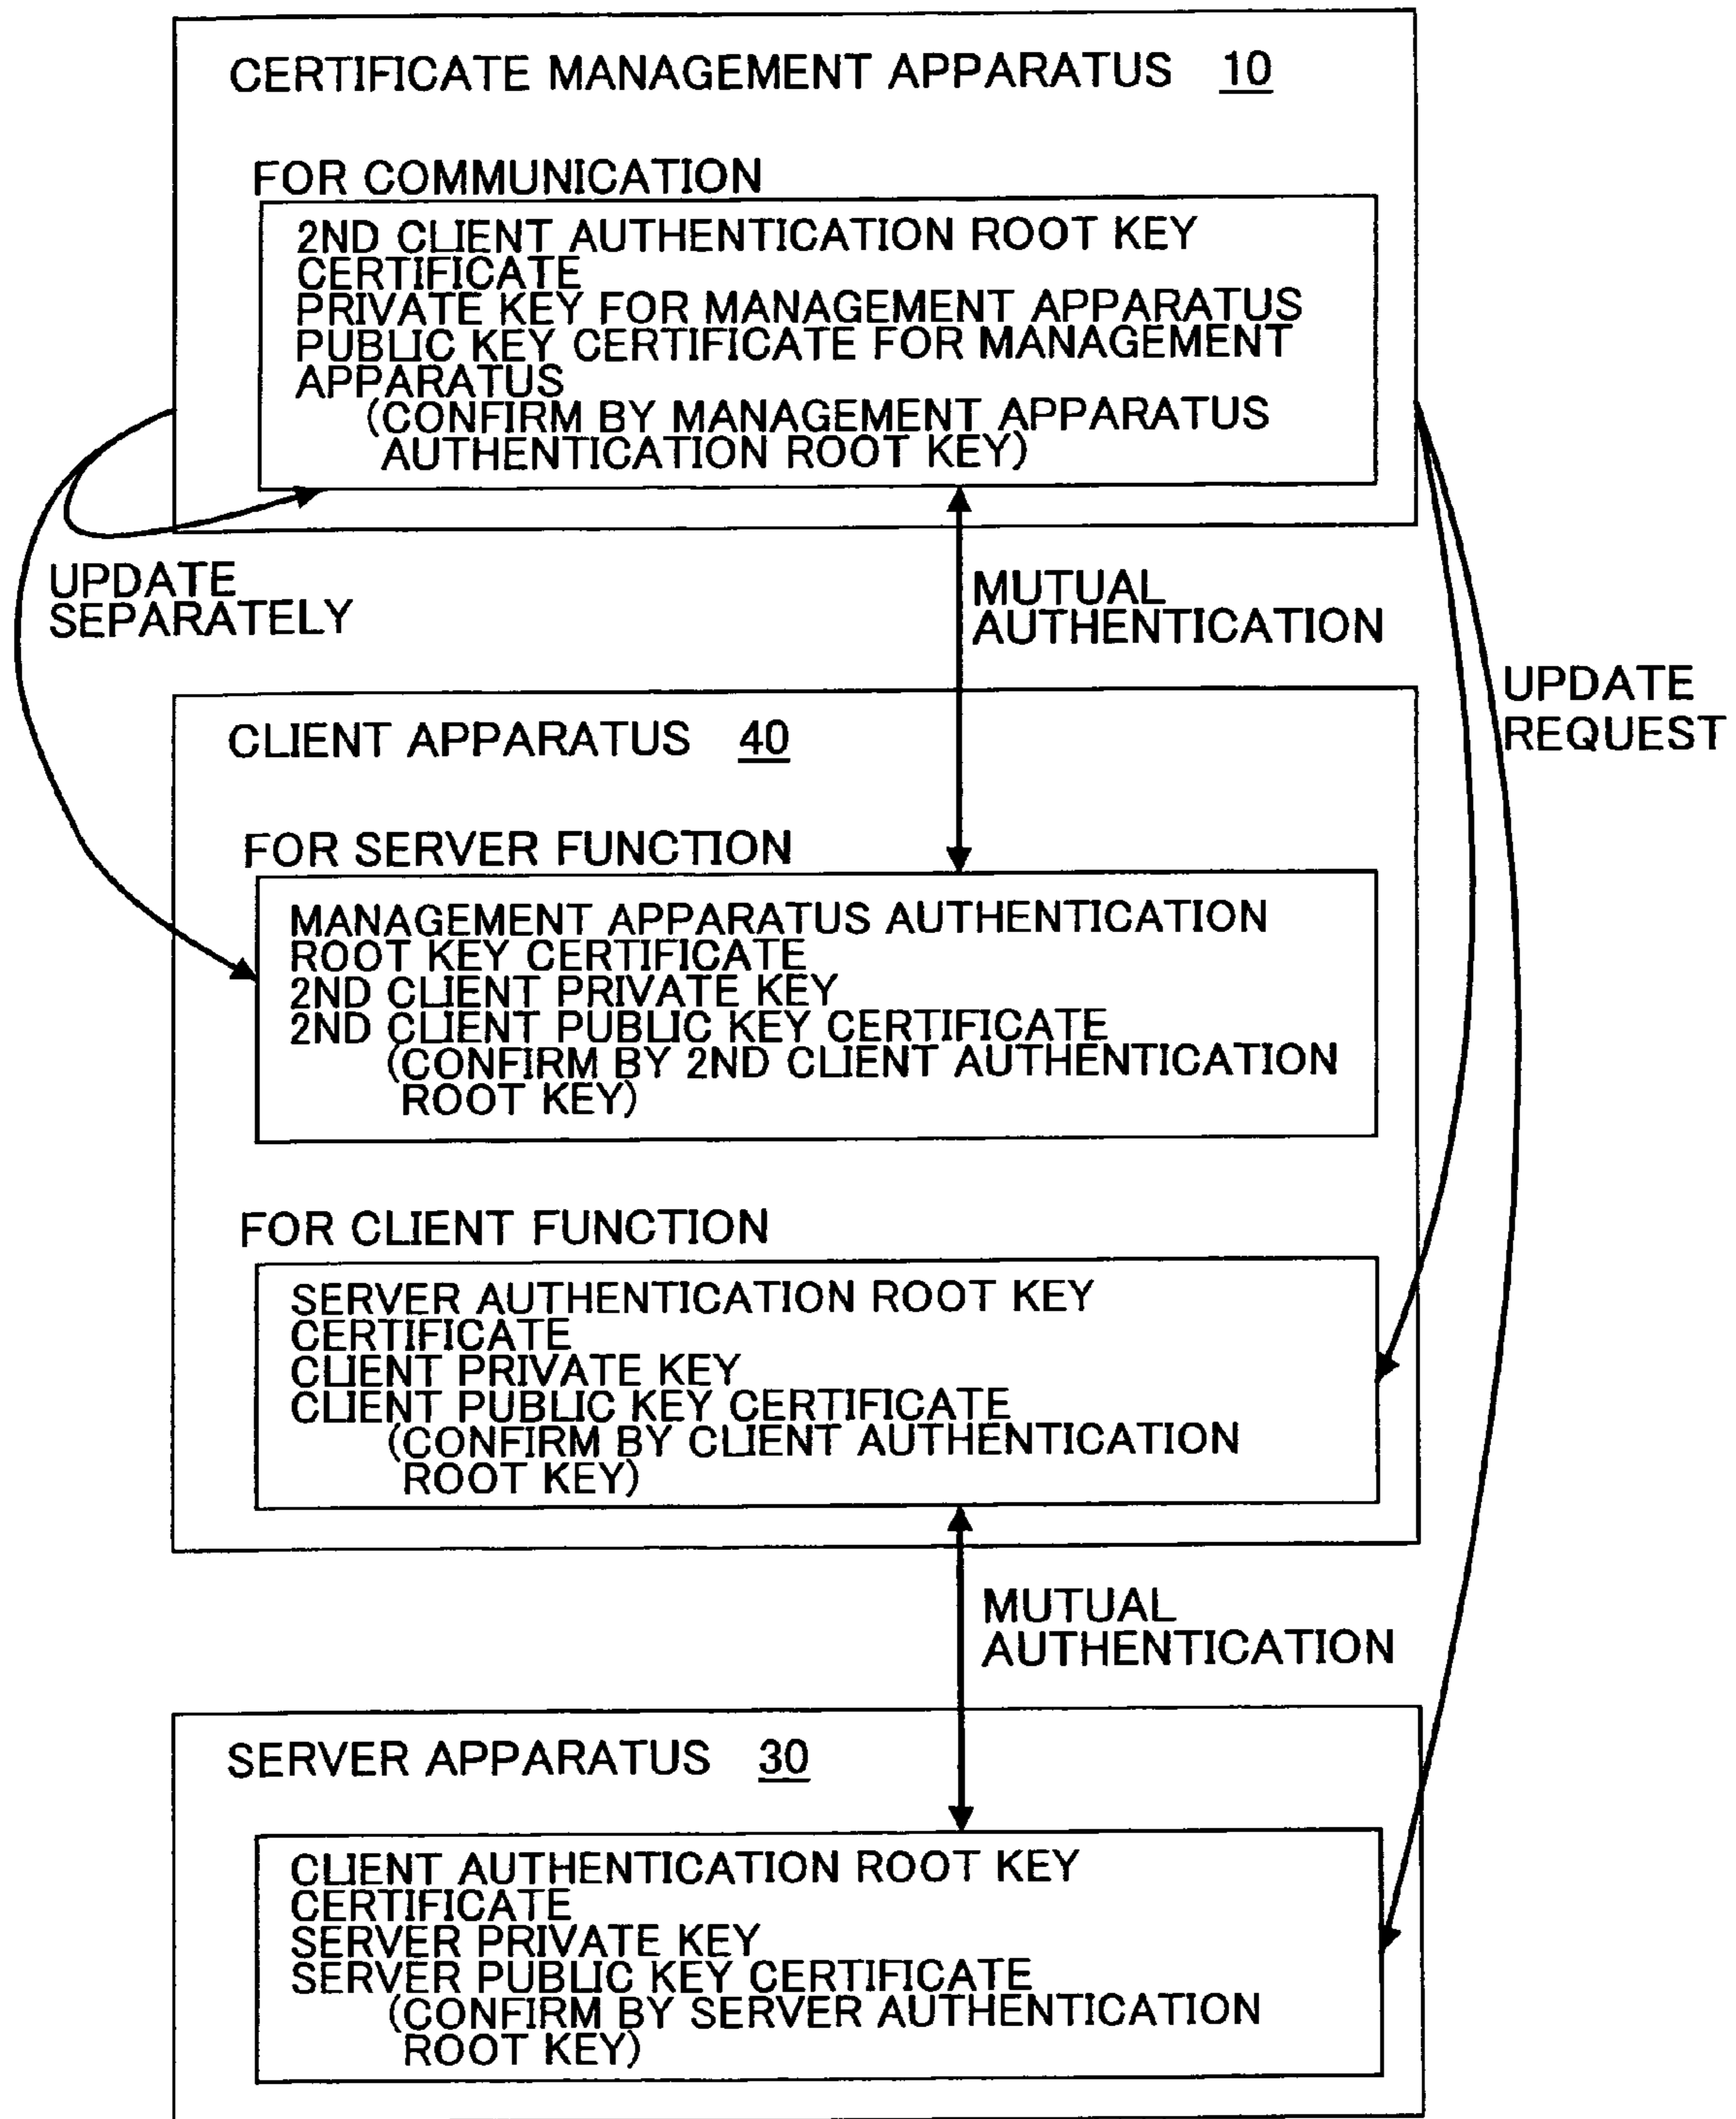 CERTIFICATE MANAGEMENT APPARATUS 10
FOR COMMUNICATION
2ND CLIENT AUTHENTICATION ROOT KEY
CERTIFICATE
PRIVATE KEY FOR MANAGEMENT APPARATUS
PUBLIC KEY CERTIFICATE FOR MANAGEMENT
APPARATUS
(CONFIRM BY MANAGEMENT APPARATUS
AUTHENTICATION ROOT KEY)
UPDATE
SEPARATELY
MUTUAL
AUTHENTICATION
UPDATE
REQUEST
CLIENT APPARATUS 40
FOR SERVER FUNCTION
MANAGEMENT APPARATUS AUTHENTICATION
ROOT KEY CERTIFICATE
2ND CLIENT PRIVATE KEY
2ND CLIENT PUBLIC KEY CERTIFICATE
(CONFIRM BY 2ND CLIENT AUTHENTICATION
ROOT KEY)
FOR CLIENT FUNCTION
SERVER AUTHENTICATION ROOT KEY
CERTIFICATE
CLIENT PRIVATE KEY
CLIENT PUBLIC KEY CERTIFICATE
(CONFIRM BY CLIENT AUTHENTICATION
ROOT KEY)
MUTUAL
AUTHENTICATION
SERVER APPARATUS 30
CLIENT AUTHENTICATION ROOT KEY
CERTIFICATE
SERVER PRIVATE KEY
SERVER PUBLIC KEY CERTIFICATE
(CONFIRM BY SERVER AUTHENTICATION
ROOT KEY)